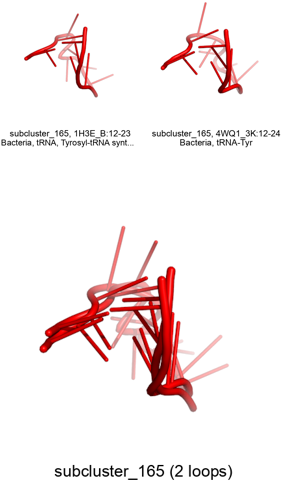 subcluster_165, 1H3E_B:12-23
Bacteria, tRNA, Tyrosyl-tRNA synt...
subcluster_165, 4WQ1_3K:12-24
Bacteria, tRNA-Tyr
subcluster_165 (2 loops)